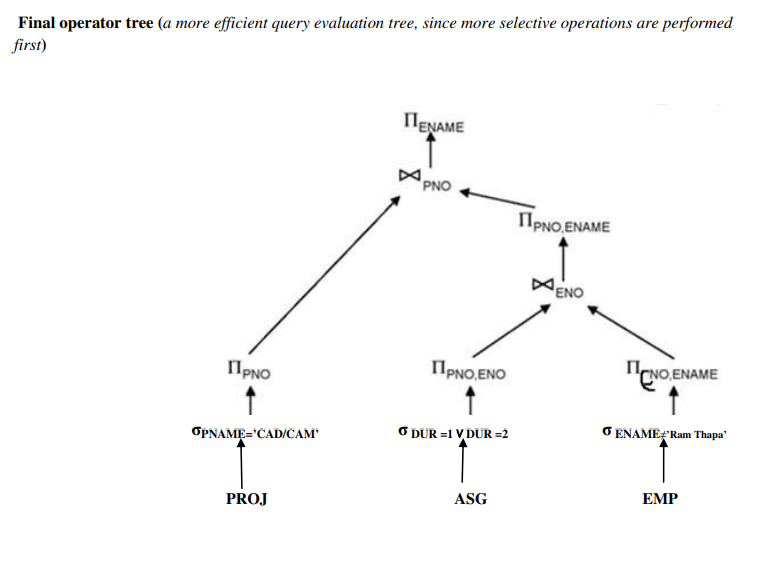 Final operator tree (a more efficient query evaluation tree, since more selective operations are performed
first)
ΠENAME
⋈PNO
ΠPNO,ENAME
⋈ENO
ΠPNO
ΠPNO,ENO
ΠENO,ENAME
σPNAME='CAD/CAM'
σ DUR =1 V DUR =2
σ ENAME≠'Ram Thapa'
PROJ
ASG
EMP